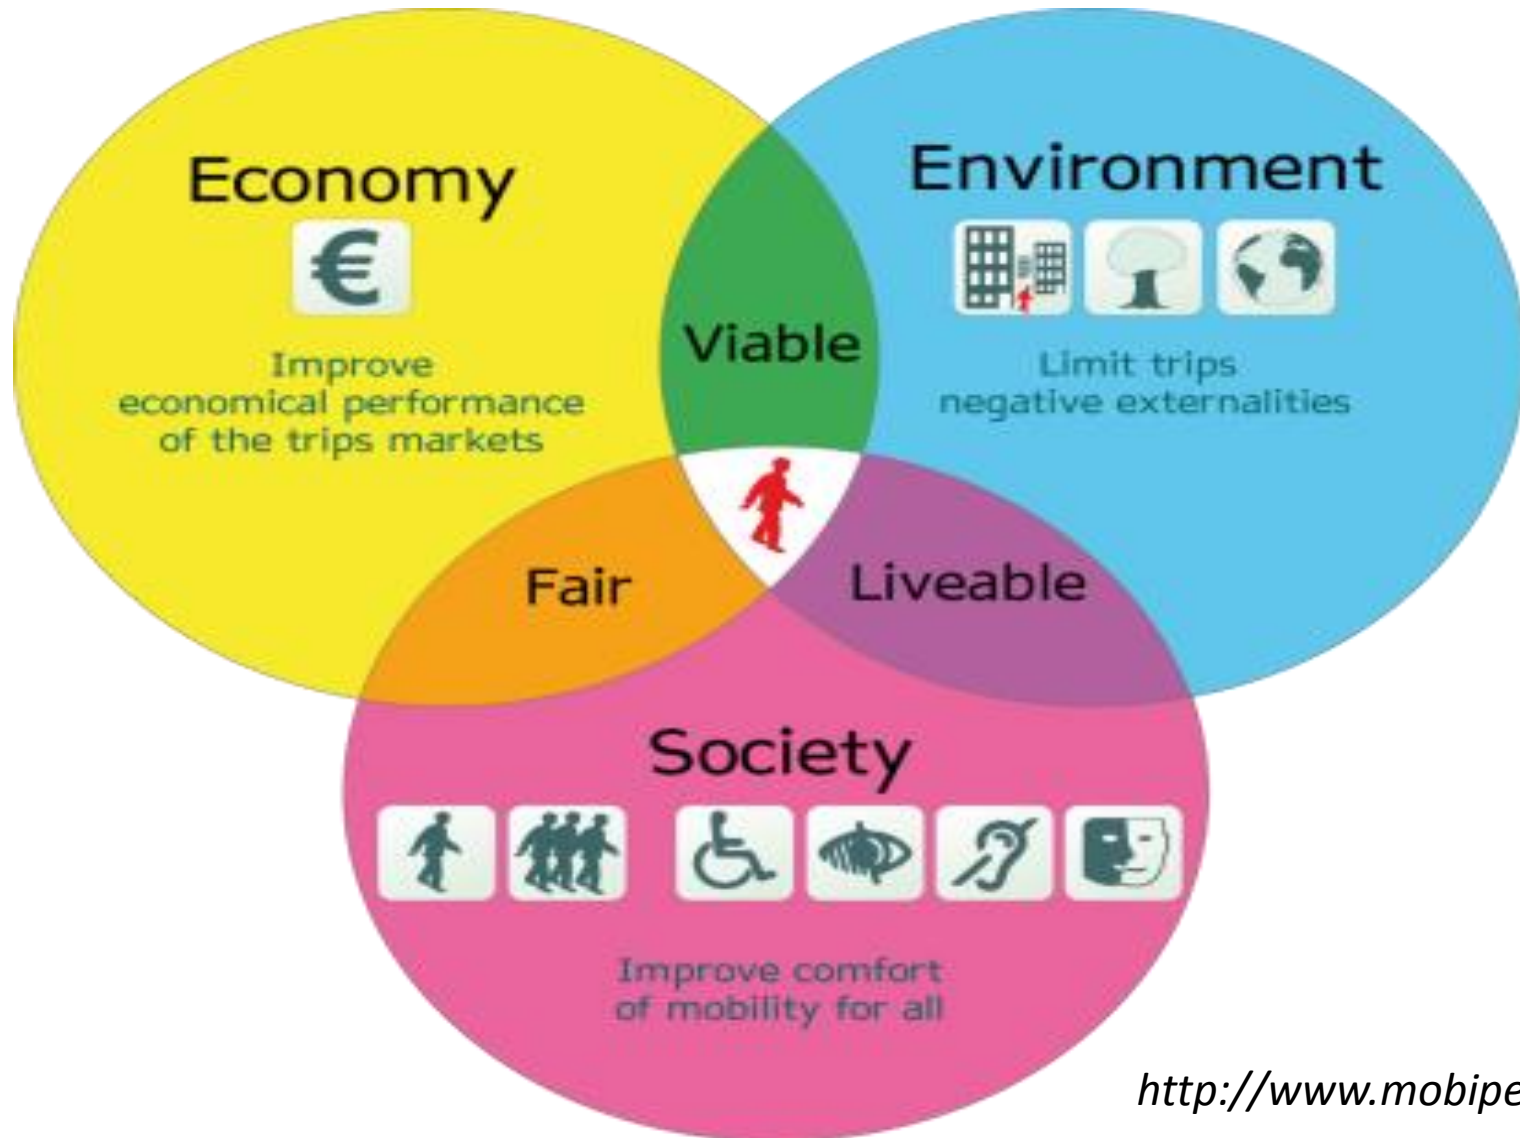 Economy
€
Improve
economical performance
of the trips markets
Environment
Limit trips
negative externalities
Viable
Fair
Liveable
Society
Improve comfort
of mobility for all
http://www.mobipe